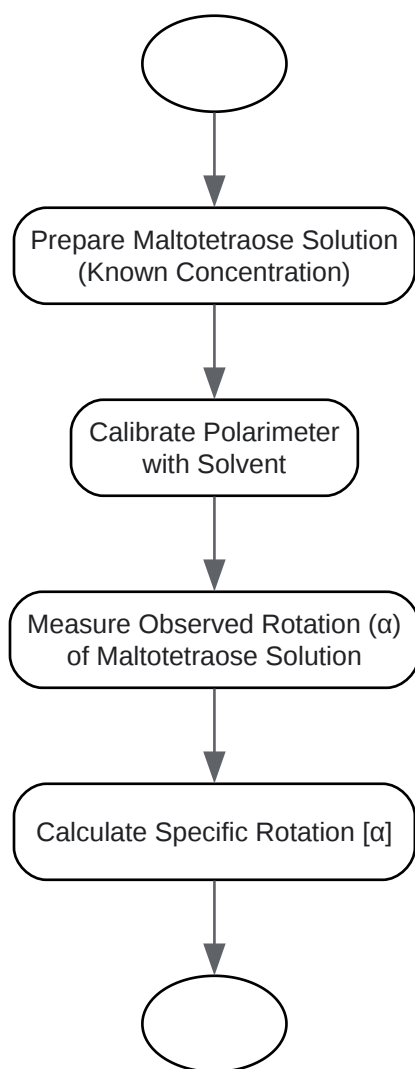 Prepare Maltotetraose Solution
(Known Concentration)
Calibrate Polarimeter
with Solvent
Measure Observed Rotation (α)
of Maltotetraose Solution
Calculate Specific Rotation [α]